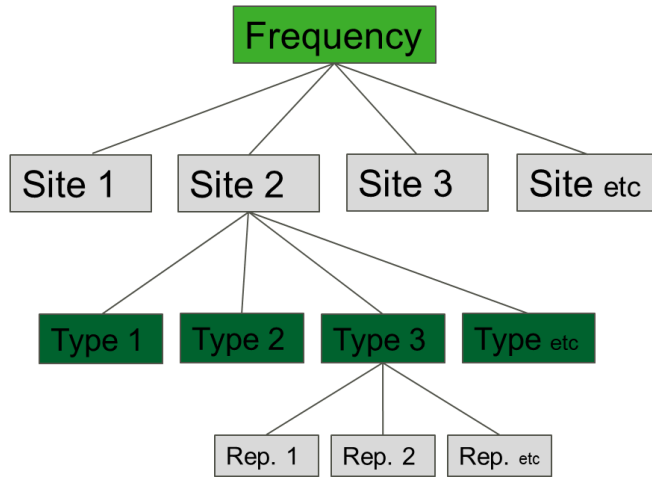 Frequency
Site 1 Site 2 Site 3 Site etc
Type 1 Type 2 Type 3 Type etc
Rep. 1 Rep. 2 Rep. etc